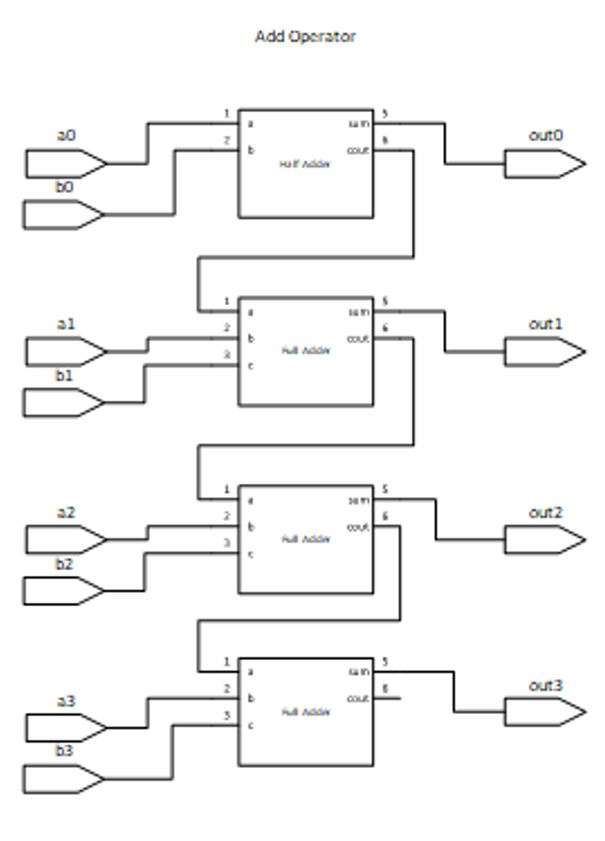 Add Operator
a0
1
a
sum
5
out0
b0
2
b
cout
6
Half Adder
a1
1
a
sum
5
out1
b1
2
b
cout
6
3
c
Full Adder
a2
1
a
sum
5
out2
b2
2
b
cout
6
3
c
Full Adder
a3
1
a
sum
5
out3
b3
2
b
cout
6
3
c
Full Adder